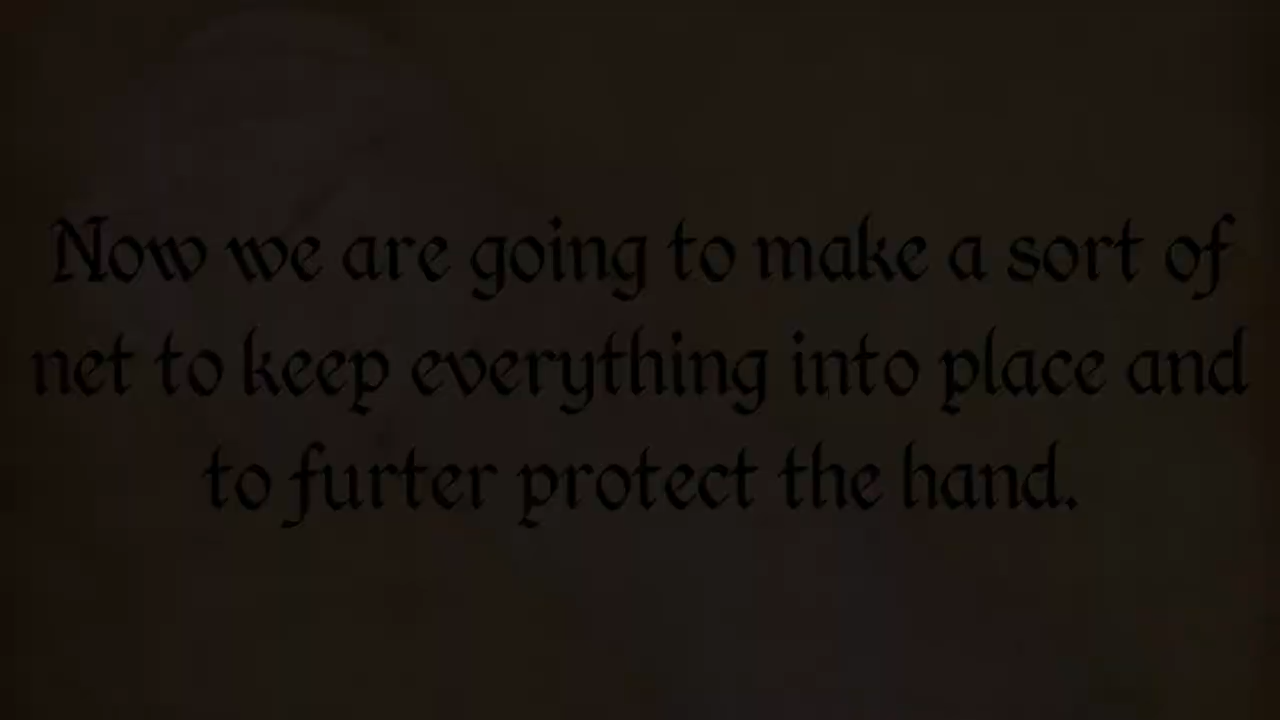 Now we are going to make a sort of
net to keep everything into place and
to furter protect the hand.